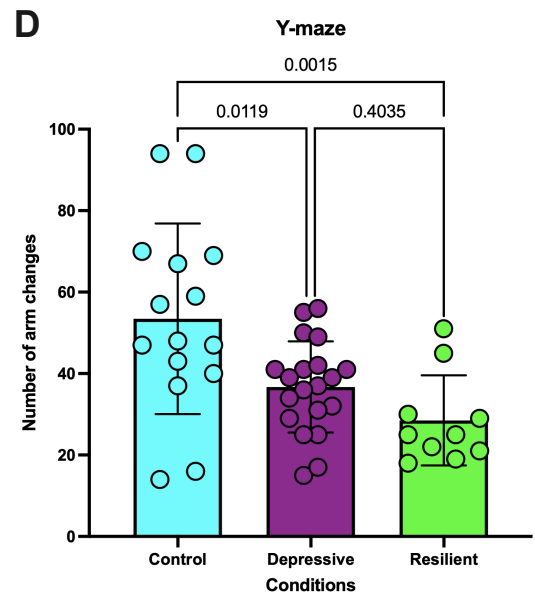 D
Y-maze
0.0015
0.0119
0.4035
100
80
60
40
20
0
Number of arm changes
Control
Depressive
Resilient
Conditions